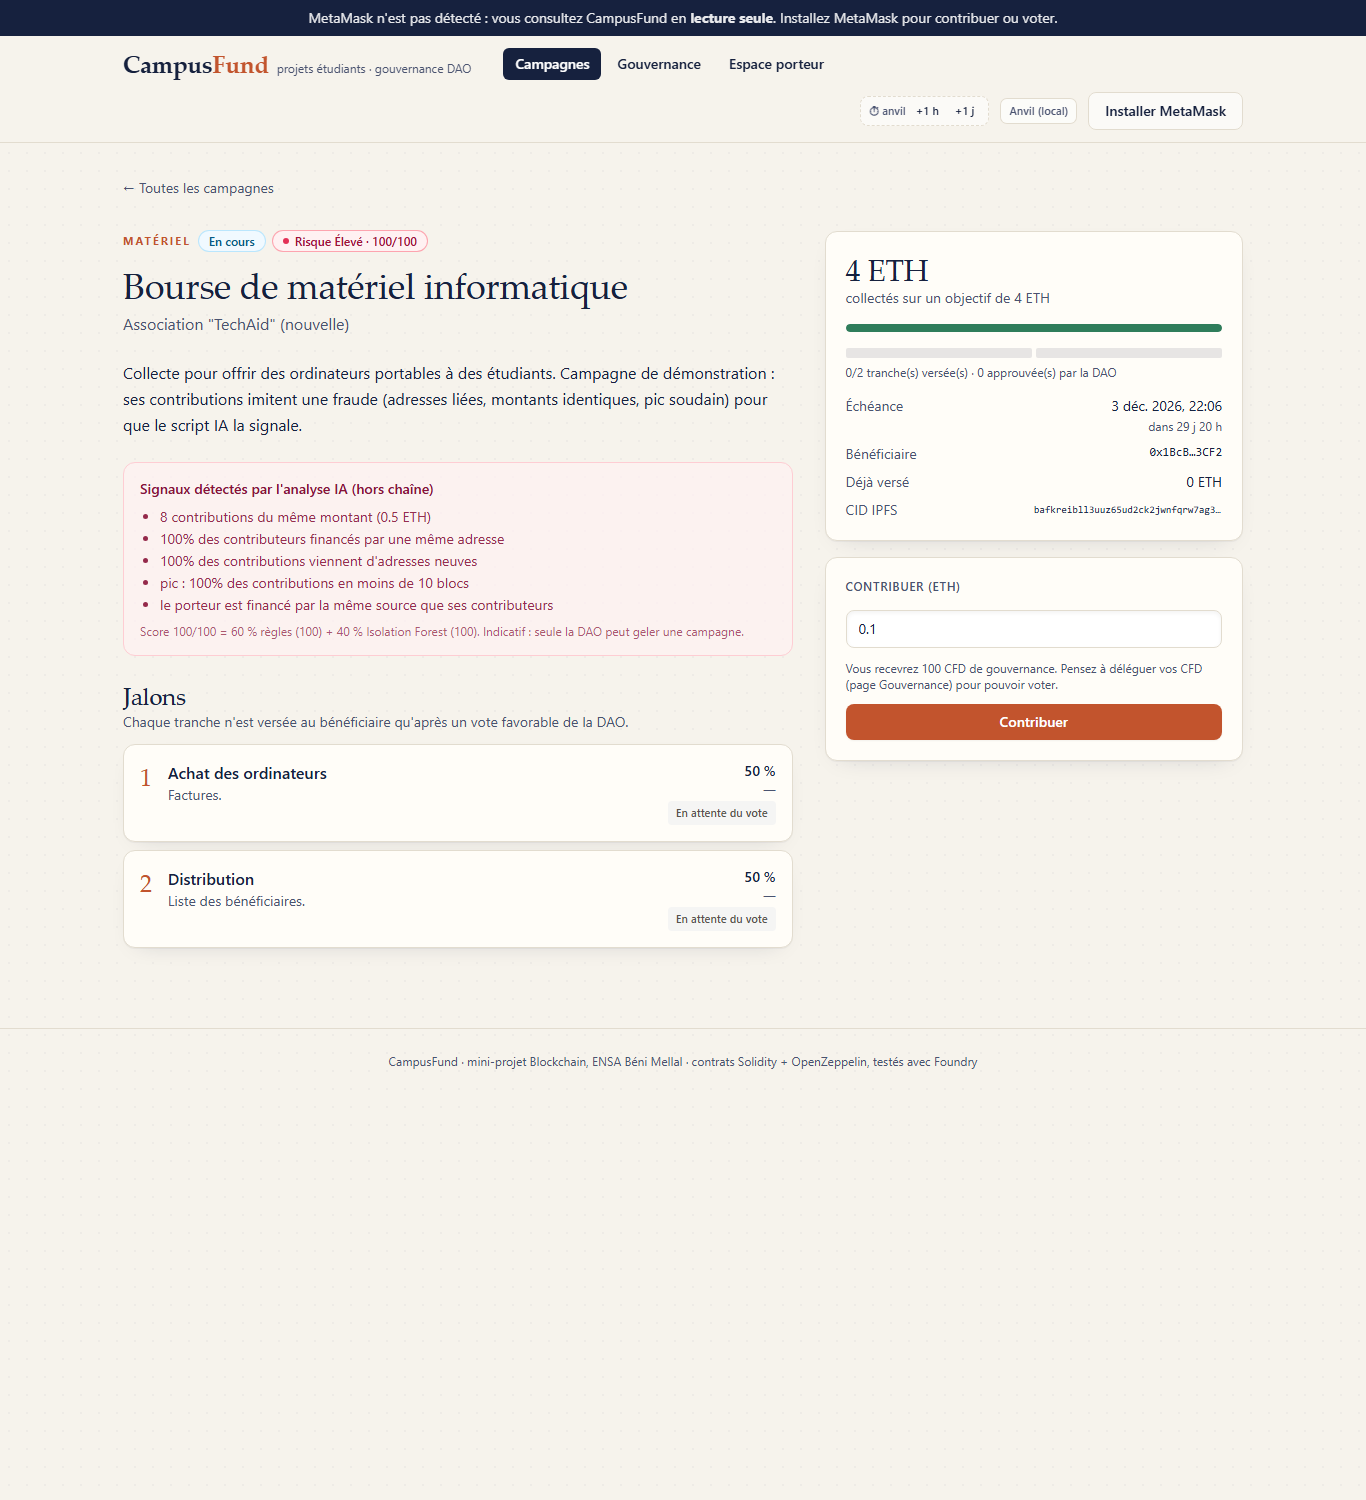 MetaMask n'est pas détecté : vous consultez CampusFund en lecture seule. Installez MetaMask pour contribuer ou voter.
CampusFund projets étudiants · gouvernance DAO
Campagnes
Gouvernance
Espace porteur
⏱ anvil +1 h +1 j
Anvil (local)
Installer MetaMask
← Toutes les campagnes
MATÉRIEL
En cours
Risque Élevé · 100/100
Bourse de matériel informatique
Association "TechAid" (nouvelle)
Collecte pour offrir des ordinateurs portables à des étudiants. Campagne de démonstration :
ses contributions imitent une fraude (adresses liées, montants identiques, pic soudain) pour
que le script IA la signale.
Signaux détectés par l'analyse IA (hors chaîne)
• 8 contributions du même montant (0.5 ETH)
• 100% des contributeurs financés par une même adresse
• 100% des contributions viennent d'adresses neuves
• pic : 100% des contributions en moins de 10 blocs
• le porteur est financé par la même source que ses contributeurs
Score 100/100 = 60 % règles (100) + 40 % Isolation Forest (100). Indicatif : seule la DAO peut geler une campagne.
Jalons
Chaque tranche n'est versée au bénéficiaire qu'après un vote favorable de la DAO.
1
Achat des ordinateurs
Factures.
50 %
—
En attente du vote
2
Distribution
Liste des bénéficiaires.
50 %
—
En attente du vote
4 ETH
collectés sur un objectif de 4 ETH
0/2 tranche(s) versée(s) · 0 approuvée(s) par la DAO
Échéance
3 déc. 2026, 22:06
dans 29 j 20 h
Bénéficiaire
0x1BcB…3CF2
Déjà versé
0 ETH
CID IPFS
bafkreibll3uuz65ud2ck2jwnfqrw7ag3…
CONTRIBUER (ETH)
0.1
Vous recevrez 100 CFD de gouvernance. Pensez à déléguer vos CFD
(page Gouvernance) pour pouvoir voter.
Contribuer
CampusFund · mini-projet Blockchain, ENSA Béni Mellal · contrats Solidity + OpenZeppelin, testés avec Foundry